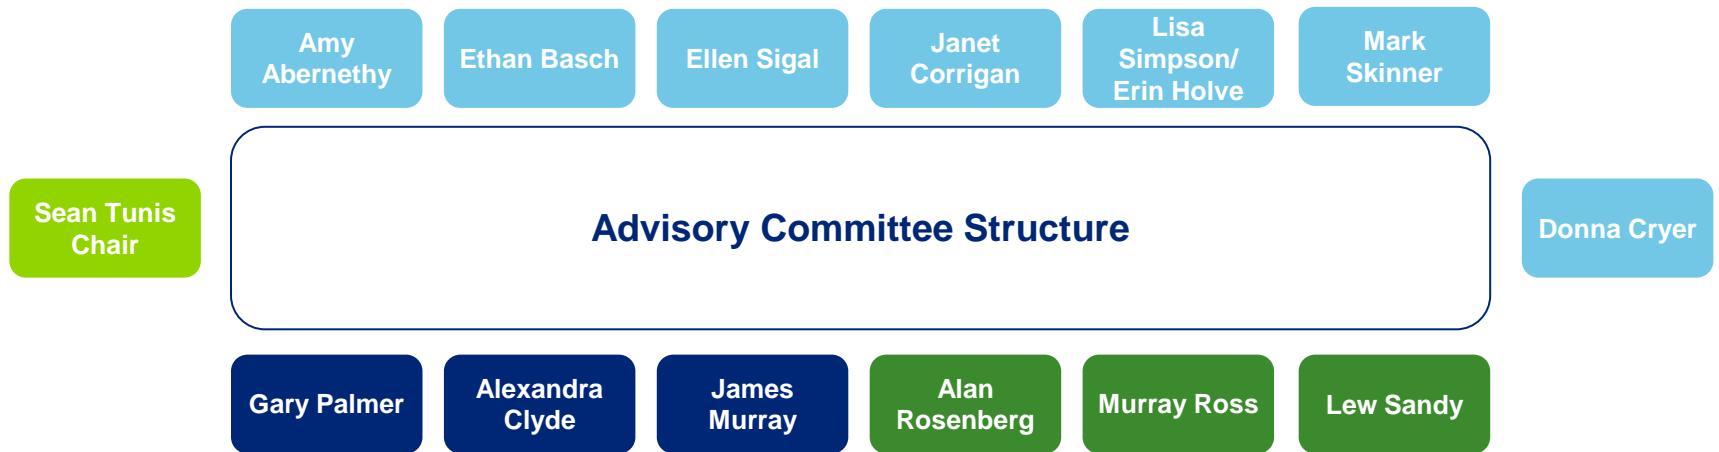 Amy
Abernethy
Ethan Basch
Ellen Sigal
Janet
Corrigan
Lisa
Simpson/
Erin Holve
Mark
Skinner
Sean Tunis
Chair
Advisory Committee Structure
Donna Cryer
Gary Palmer
Alexandra
Clyde
James
Murray
Alan
Rosenberg
Murray Ross
Lew Sandy